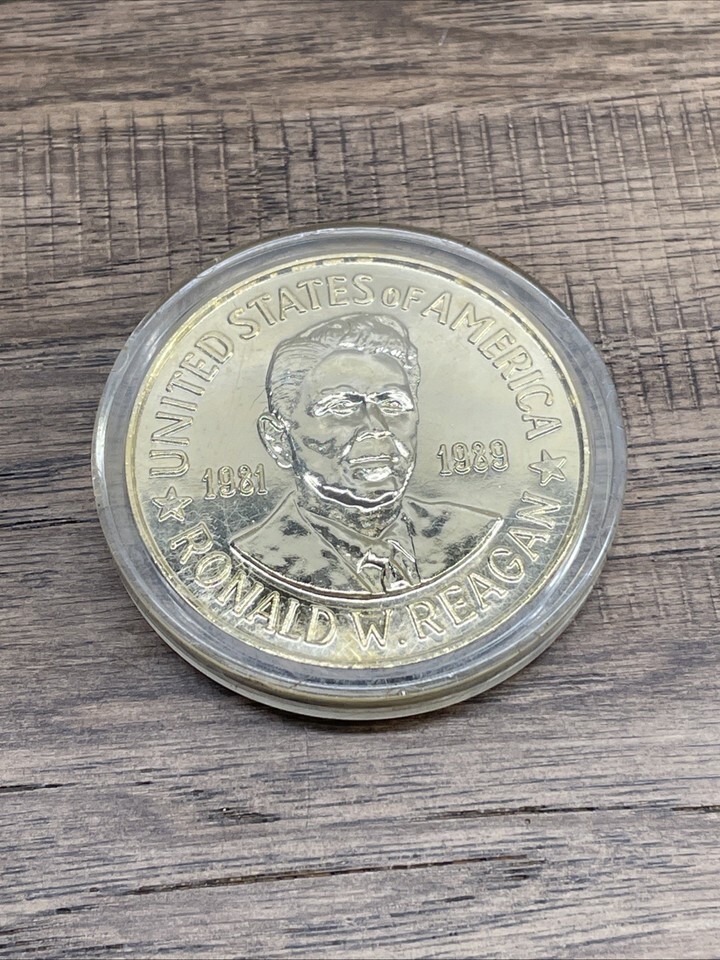 UNITED STATES OF AMERICA
1981 1989
RONALD W. REAGAN